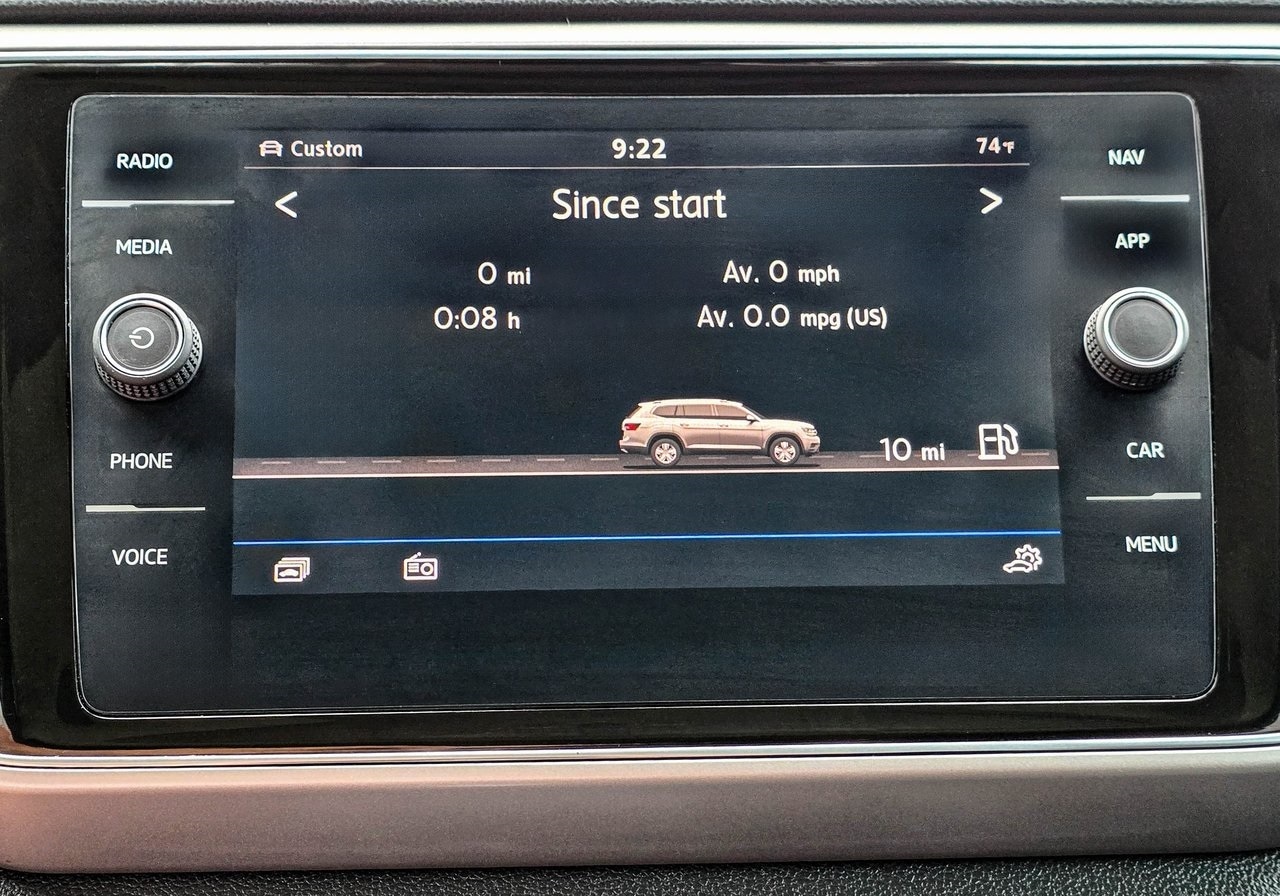 RADIO
MEDIA
PHONE
VOICE
Custom
9:22
74°F
< Since start >
0 mi
Av. 0 mph
0:08 h
Av. 0.0 mpg (US)
10 mi
NAV
APP
CAR
MENU